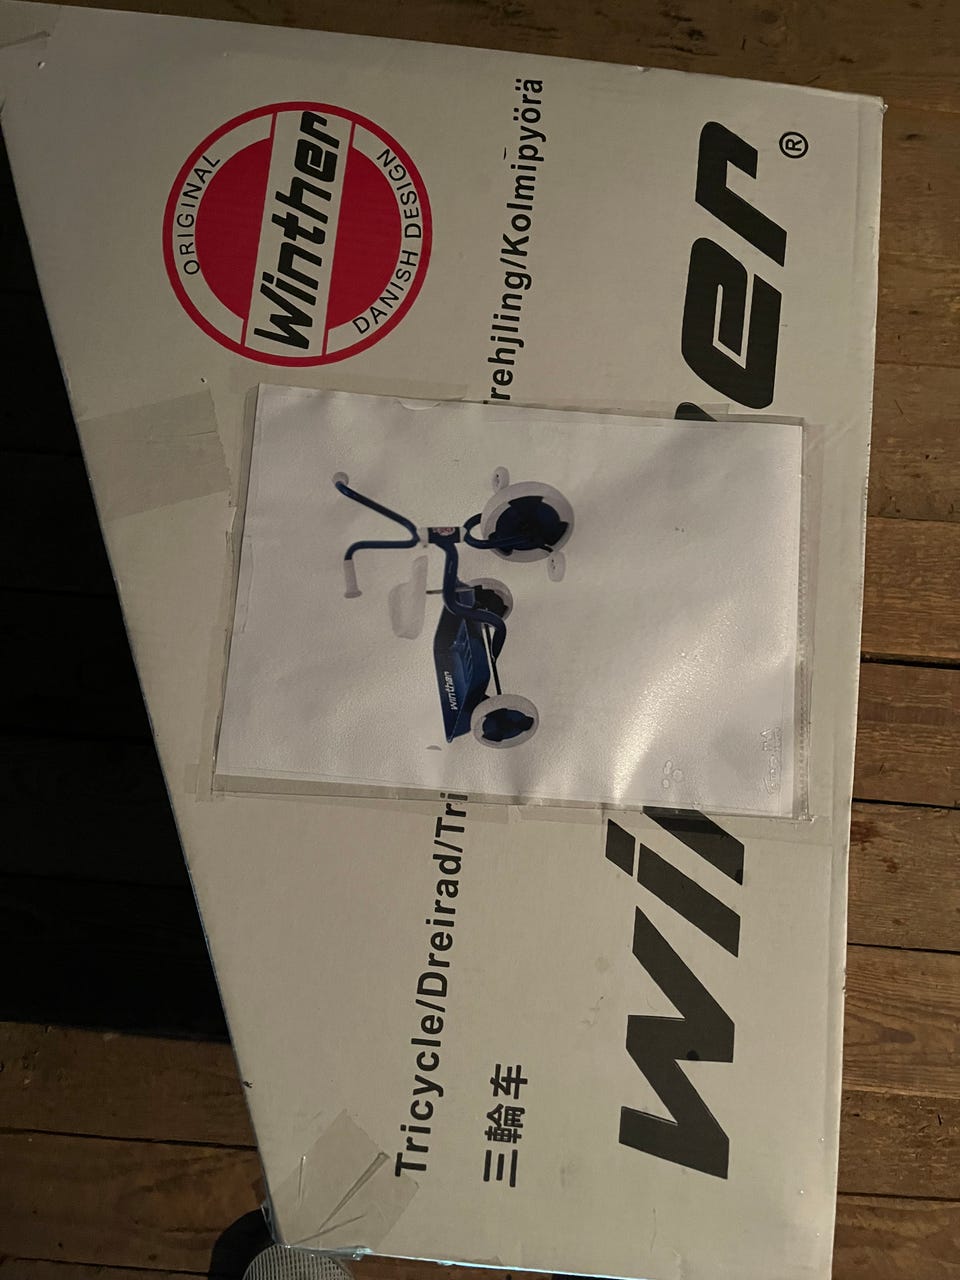 ORIGINAL
Winther
DANISH DESIGN
Tricycle/Dreirad/Tri rehjling/Kolmipyörä
三輪车
winther
wi er®